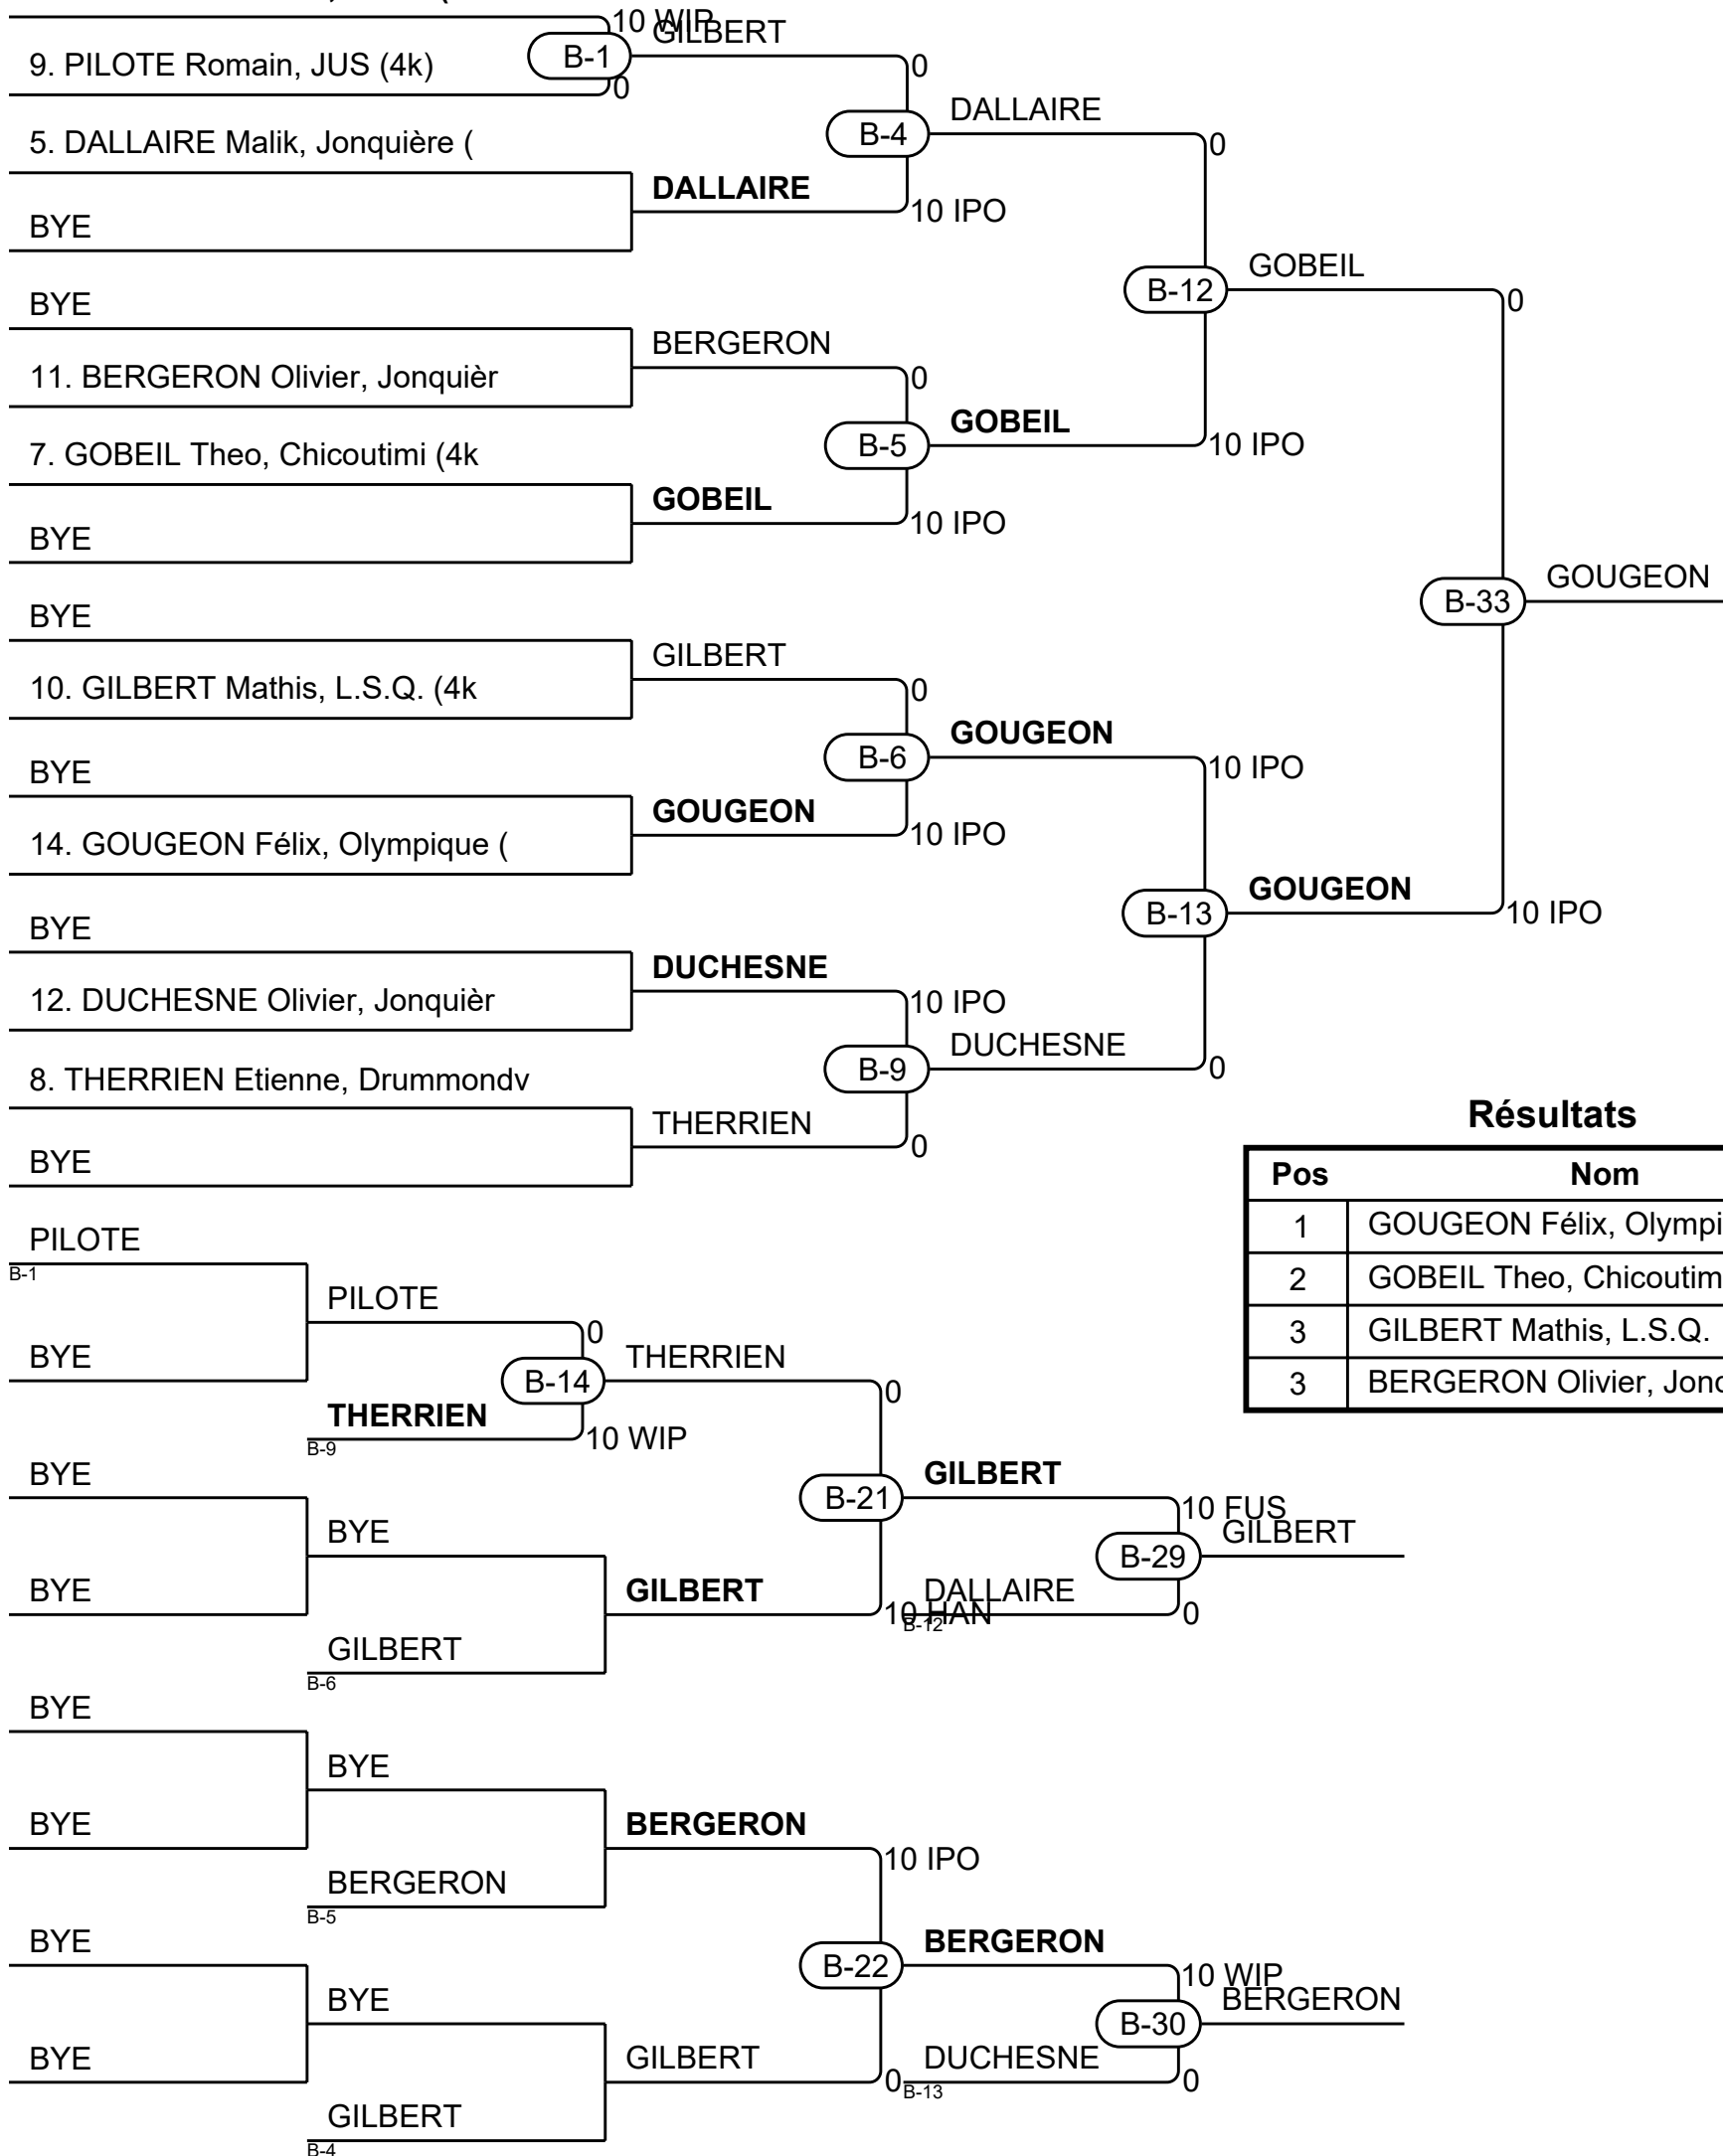 10 WIP
GILBERT
9. PILOTE Romain, JUS (4k)
B-1
0
0
5. DALLAIRE Malik, Jonquière (
DALLAIRE
B-4
DALLAIRE
0
BYE
10 IPO
BYE
GOBEIL
B-12
0
BERGERON
11. BERGERON Olivier, Jonquièr
0
GOBEIL
7. GOBEIL Theo, Chicoutimi (4k
B-5
10 IPO
GOBEIL
BYE
10 IPO
GOUGEON
B-33
BYE
GILBERT
10. GILBERT Mathis, L.S.Q. (4k
0
GOUGEON
BYE
B-6
10 IPO
GOUGEON
14. GOUGEON Félix, Olympique (
10 IPO
GOUGEON
B-13
10 IPO
BYE
DUCHESNE
12. DUCHESNE Olivier, Jonquièr
10 IPO
DUCHESNE
8. THERRIEN Etienne, Drummondv
B-9
0
THERRIEN
BYE
0
Résultats
Pos Nom
1 GOUGEON Félix, Olympi
2 GOBEIL Theo, Chicoutim
3 GILBERT Mathis, L.S.Q.
3 BERGERON Olivier, Jon
PILOTE
B-1
PILOTE
0
BYE
THERRIEN
B-14
0
THERRIEN
B-9
10 WIP
BYE
GILBERT
B-21
10 FUS
BYE
GILBERT
B-29
BYE
GILBERT
DALLAIRE
10 HAN
B-12
0
GILBERT
B-6
BYE
BYE
BYE
BERGERON
10 IPO
BERGERON
B-5
BYE
BERGERON
B-22
10 WIP
BYE
BERGERON
B-30
BYE
GILBERT
DUCHESNE
0
B-13
0
GILBERT
B-4